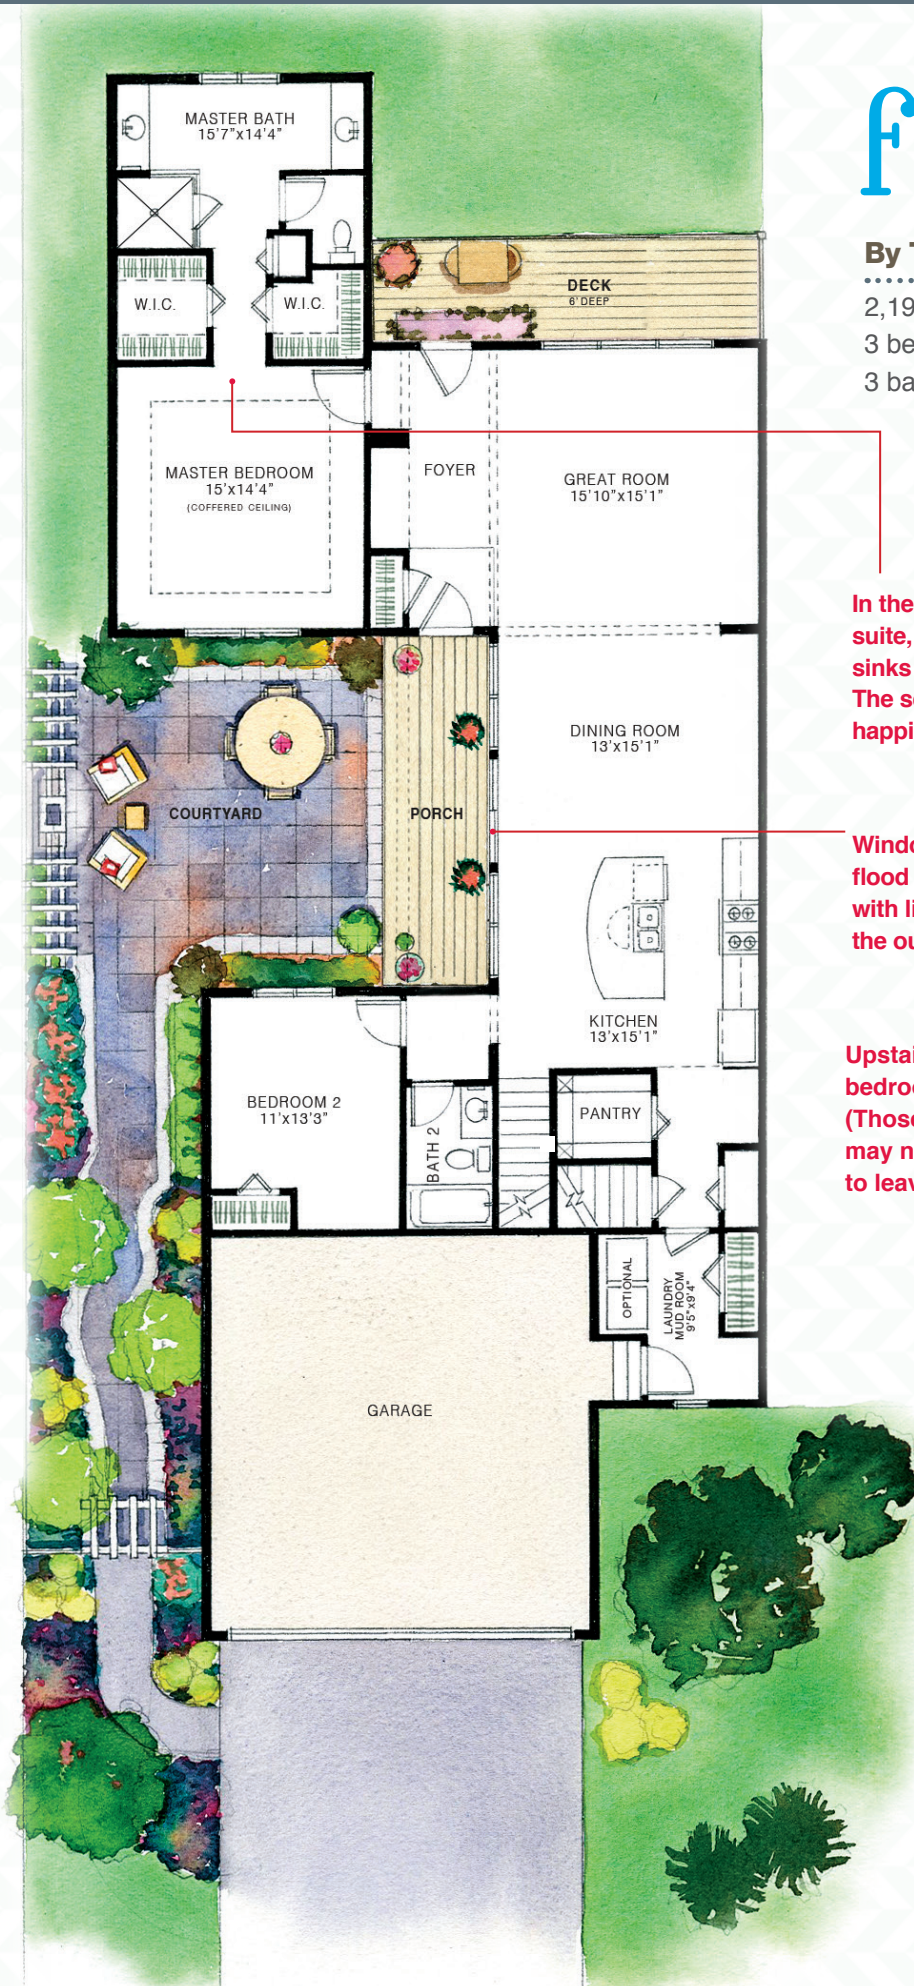 MASTER BATH
15'7"x14'4"
W.I.C.
W.I.C.
DECK
6' DEEP
MASTER BEDROOM
15'x14'4"
(COFFERED CEILING)
FOYER
GREAT ROOM
15'10"x15'1"
DINING ROOM
13'x15'1"
COURTYARD
PORCH
KITCHEN
13'x15'1"
BEDROOM 2
11'x13'3"
BATH 2
PANTRY
OPTIONAL
LAUNDRY
MUD ROOM
9'5"x9'4"
GARAGE
f
By
2,19
3 be
3 ba
In the
suite,
sinks
The s
happi
Windo
flood
with li
the ou
Upstai
bedroo
(Those
may n
to leav